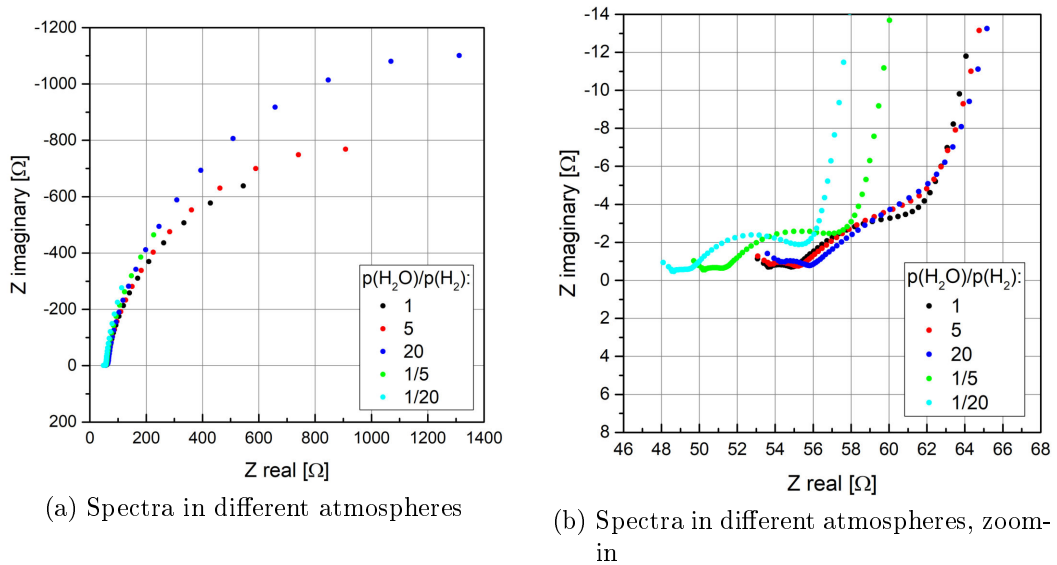 -1200
-1000
-800
-600
-400
-200
0
200
Z imaginary [Ω]
0 200 400 600 800 1000 1200 1400
Z real [Ω]
p(H₂O)/p(H₂):
1
5
20
1/5
1/20
(a) Spectra in different atmospheres
-14
-12
-10
-8
-6
-4
-2
0
2
4
6
8
Z imaginary [Ω]
46 48 50 52 54 56 58 60 62 64 66 68
Z real [Ω]
p(H₂O)/p(H₂):
1
5
20
1/5
1/20
(b) Spectra in different atmospheres, zoom-
in